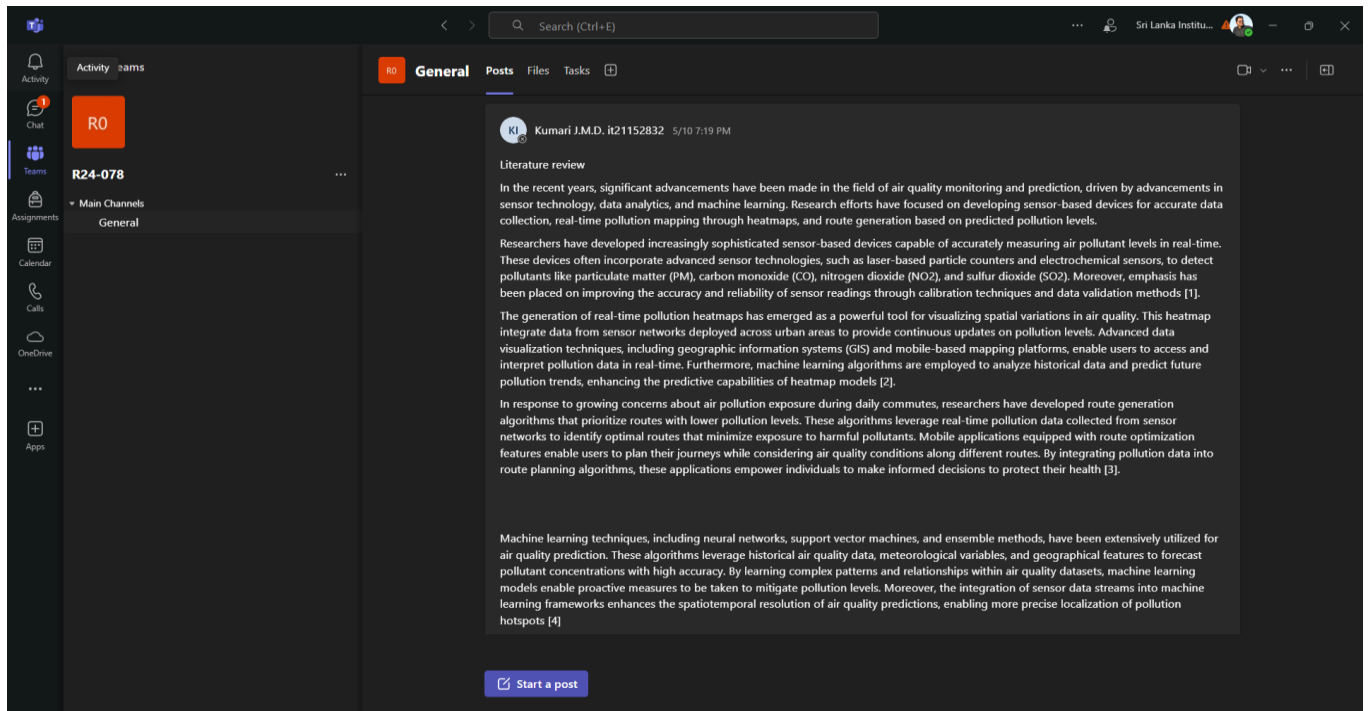 Search (Ctrl+E)
Sri Lanka Institu...
Activity
Activity
eams
R0
General
Posts
Files
Tasks
Chat
1
R0
KI
Kumari J.M.D. it21152832
5/10 7:19 PM
Teams
R24-078
Literature review
Assignments
Main Channels
General
In the recent years, significant advancements have been made in the field of air quality monitoring and prediction, driven by advancements in
sensor technology, data analytics, and machine learning. Research efforts have focused on developing sensor-based devices for accurate data
collection, real-time pollution mapping through heatmaps, and route generation based on predicted pollution levels.
Calendar
Researchers have developed increasingly sophisticated sensor-based devices capable of accurately measuring air pollutant levels in real-time.
These devices often incorporate advanced sensor technologies, such as laser-based particle counters and electrochemical sensors, to detect
pollutants like particulate matter (PM), carbon monoxide (CO), nitrogen dioxide (NO2), and sulfur dioxide (SO2). Moreover, emphasis has
been placed on improving the accuracy and reliability of sensor readings through calibration techniques and data validation methods [1].
Calls
The generation of real-time pollution heatmaps has emerged as a powerful tool for visualizing spatial variations in air quality. This heatmap
integrate data from sensor networks deployed across urban areas to provide continuous updates on pollution levels. Advanced data
visualization techniques, including geographic information systems (GIS) and mobile-based mapping platforms, enable users to access and
interpret pollution data in real-time. Furthermore, machine learning algorithms are employed to analyze historical data and predict future
pollution trends, enhancing the predictive capabilities of heatmap models [2].
OneDrive
In response to growing concerns about air pollution exposure during daily commutes, researchers have developed route generation
algorithms that prioritize routes with lower pollution levels. These algorithms leverage real-time pollution data collected from sensor
networks to identify optimal routes that minimize exposure to harmful pollutants. Mobile applications equipped with route optimization
features enable users to plan their journeys while considering air quality conditions along different routes. By integrating pollution data into
route planning algorithms, these applications empower individuals to make informed decisions to protect their health [3].
Apps
Machine learning techniques, including neural networks, support vector machines, and ensemble methods, have been extensively utilized for
air quality prediction. These algorithms leverage historical air quality data, meteorological variables, and geographical features to forecast
pollutant concentrations with high accuracy. By learning complex patterns and relationships within air quality datasets, machine learning
models enable proactive measures to be taken to mitigate pollution levels. Moreover, the integration of sensor data streams into machine
learning frameworks enhances the spatiotemporal resolution of air quality predictions, enabling more precise localization of pollution
hotspots [4]
Start a post